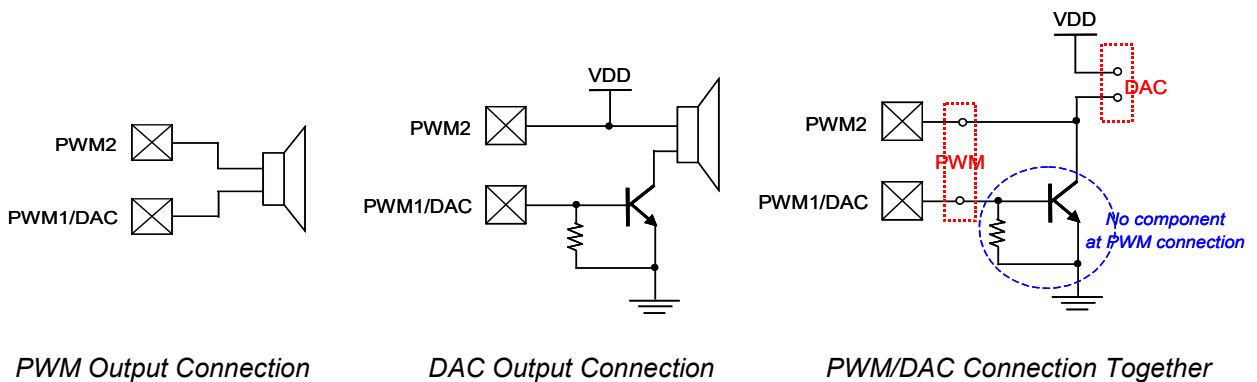 PWM2
PWM1/DAC
PWM Output Connection
VDD
PWM2
PWM1/DAC
DAC Output Connection
VDD
DAC
PWM2
PWM
PWM1/DAC
No component
at PWM connection
PWM/DAC Connection Together